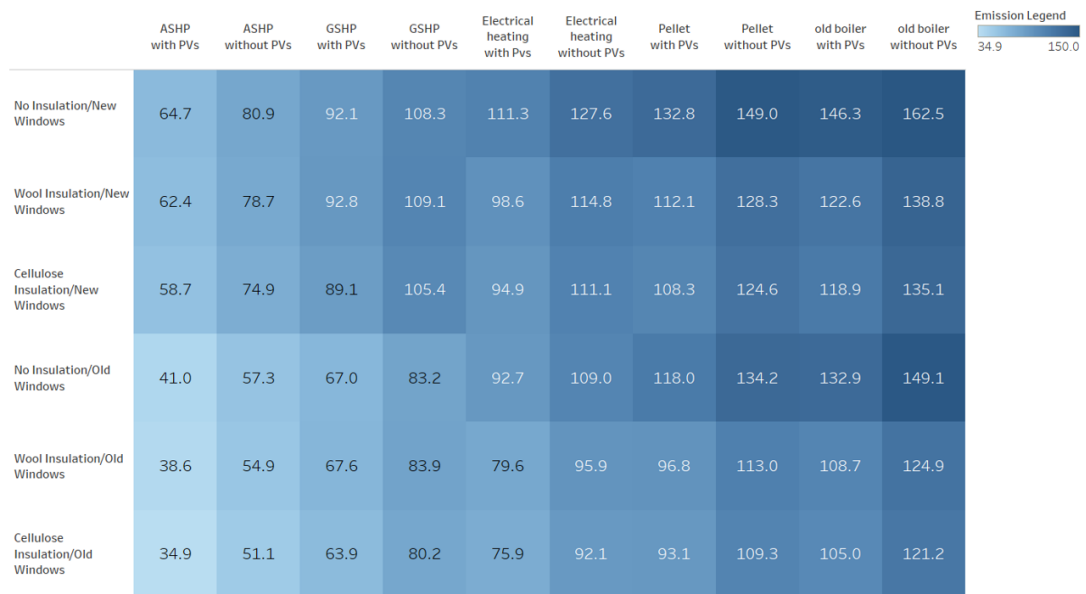 ASHP
with PVs
ASHP
without PVs
GSHP
with PVs
GSHP
without PVs
Electrical
heating
with Pvs
Electrical
heating
without PVs
Pellet
with PVs
Pellet
without PVs
old boiler
with PVs
old boiler
without PVs
Emission Legend
34.9 150.0
No Insulation/New
Windows
64.7 80.9 92.1 108.3 111.3 127.6 132.8 149.0 146.3 162.5
Wool Insulation/New
Windows
62.4 78.7 92.8 109.1 98.6 114.8 112.1 128.3 122.6 138.8
Cellulose
Insulation/New
Windows
58.7 74.9 89.1 105.4 94.9 111.1 108.3 124.6 118.9 135.1
No Insulation/Old
Windows
41.0 57.3 67.0 83.2 92.7 109.0 118.0 134.2 132.9 149.1
Wool Insulation/Old
Windows
38.6 54.9 67.6 83.9 79.6 95.9 96.8 113.0 108.7 124.9
Cellulose
Insulation/Old
Windows
34.9 51.1 63.9 80.2 75.9 92.1 93.1 109.3 105.0 121.2